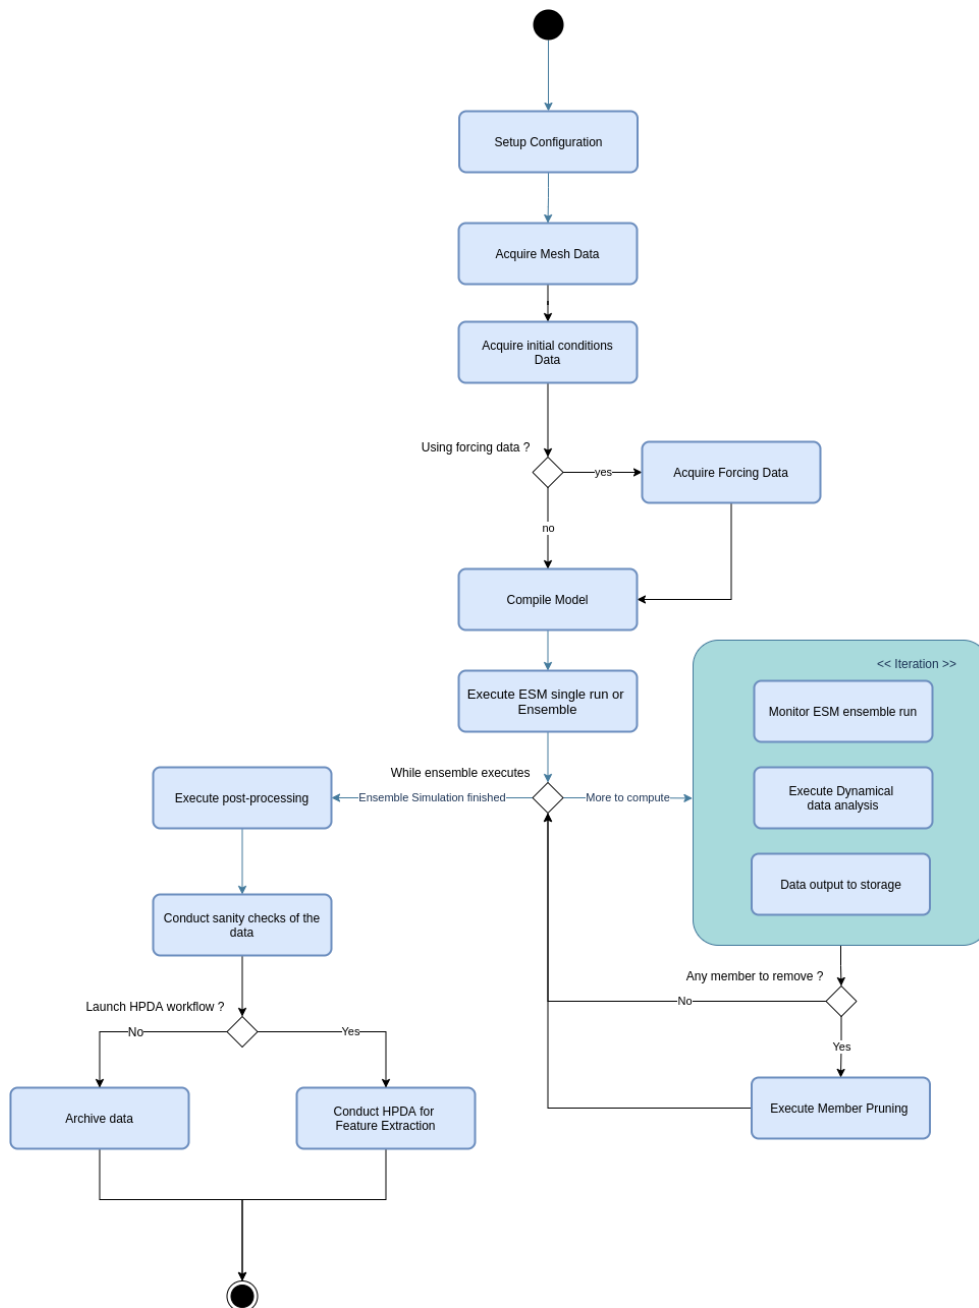 Setup Configuration
Acquire Mesh Data
Acquire initial conditions
Data
Using forcing data ?
yes
Acquire Forcing Data
no
Compile Model
<< Iteration >>
Execute ESM single run or
Ensemble
Monitor ESM ensemble run
While ensemble executes
Execute post-processing
Ensemble Simulation finished
More to compute
Execute Dynamical
data analysis
Data output to storage
Conduct sanity checks of the
data
Any member to remove ?
No
Launch HPDA workflow ?
No
Yes
Yes
Archive data
Conduct HPDA for
Feature Extraction
Execute Member Pruning